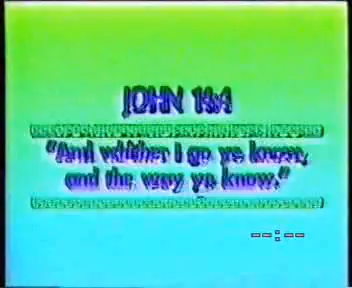 JOHN 14:4
"And whither I go ye know,
and the way ye know."
--:--